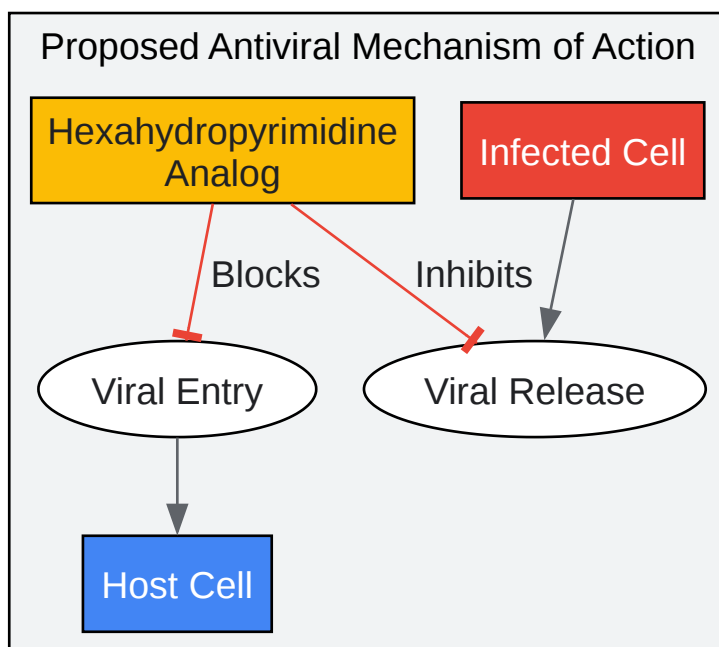 Proposed Antiviral Mechanism of Action
Hexahydropyrimidine
Analog
Infected Cell
Blocks
Inhibits
Viral Entry
Viral Release
Host Cell